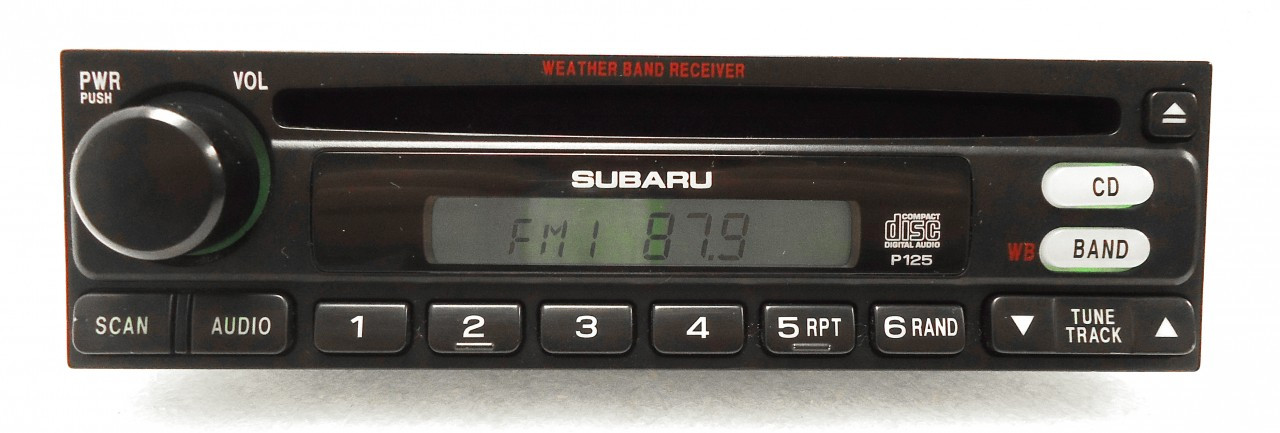 WEATHER BAND RECEIVER
PWR
PUSH
VOL
SUBARU
CD
FM1 87.9
COMPACT
disc
DIGITAL AUDIO
P125
WB
BAND
SCAN
AUDIO
1
2
3
4
5 RPT
6 RAND
▼ TUNE ▲
TRACK